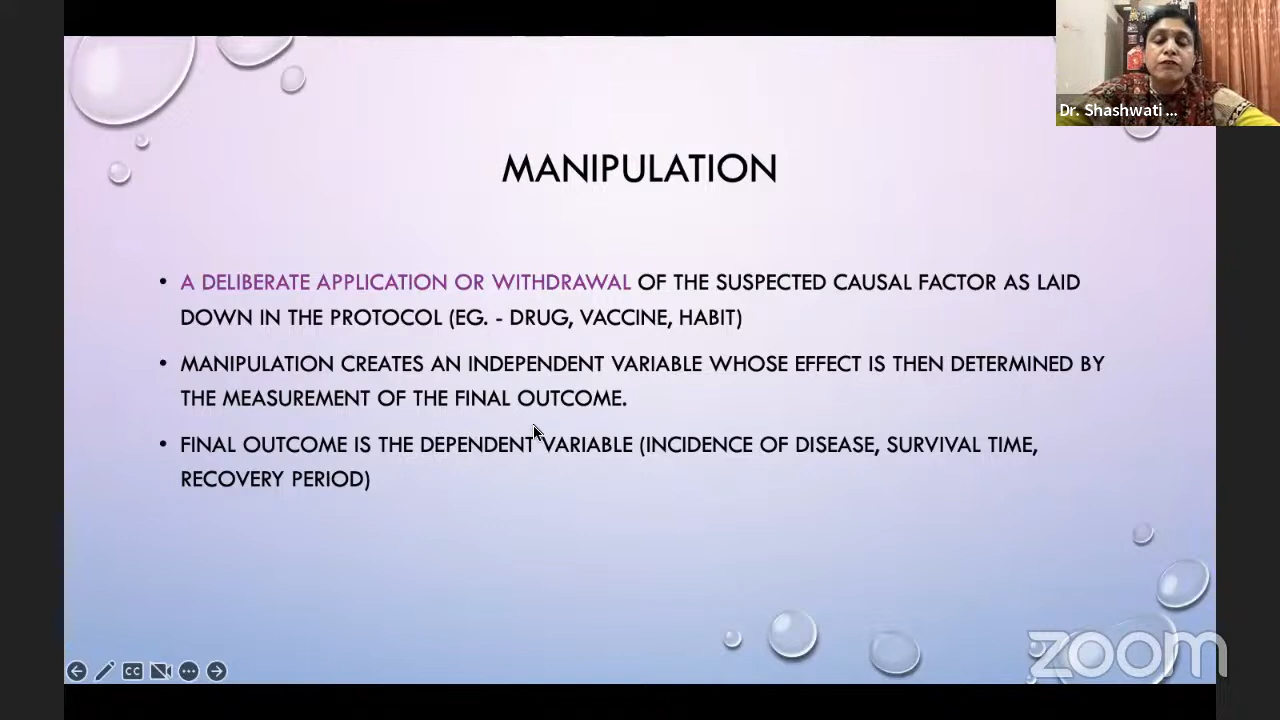 Dr. Shashwati ...
MANIPULATION
• A DELIBERATE APPLICATION OR WITHDRAWAL OF THE SUSPECTED CAUSAL FACTOR AS LAID
DOWN IN THE PROTOCOL (EG. - DRUG, VACCINE, HABIT)
• MANIPULATION CREATES AN INDEPENDENT VARIABLE WHOSE EFFECT IS THEN DETERMINED BY
THE MEASUREMENT OF THE FINAL OUTCOME.
• FINAL OUTCOME IS THE DEPENDENT VARIABLE (INCIDENCE OF DISEASE, SURVIVAL TIME,
RECOVERY PERIOD)
CC
zoom